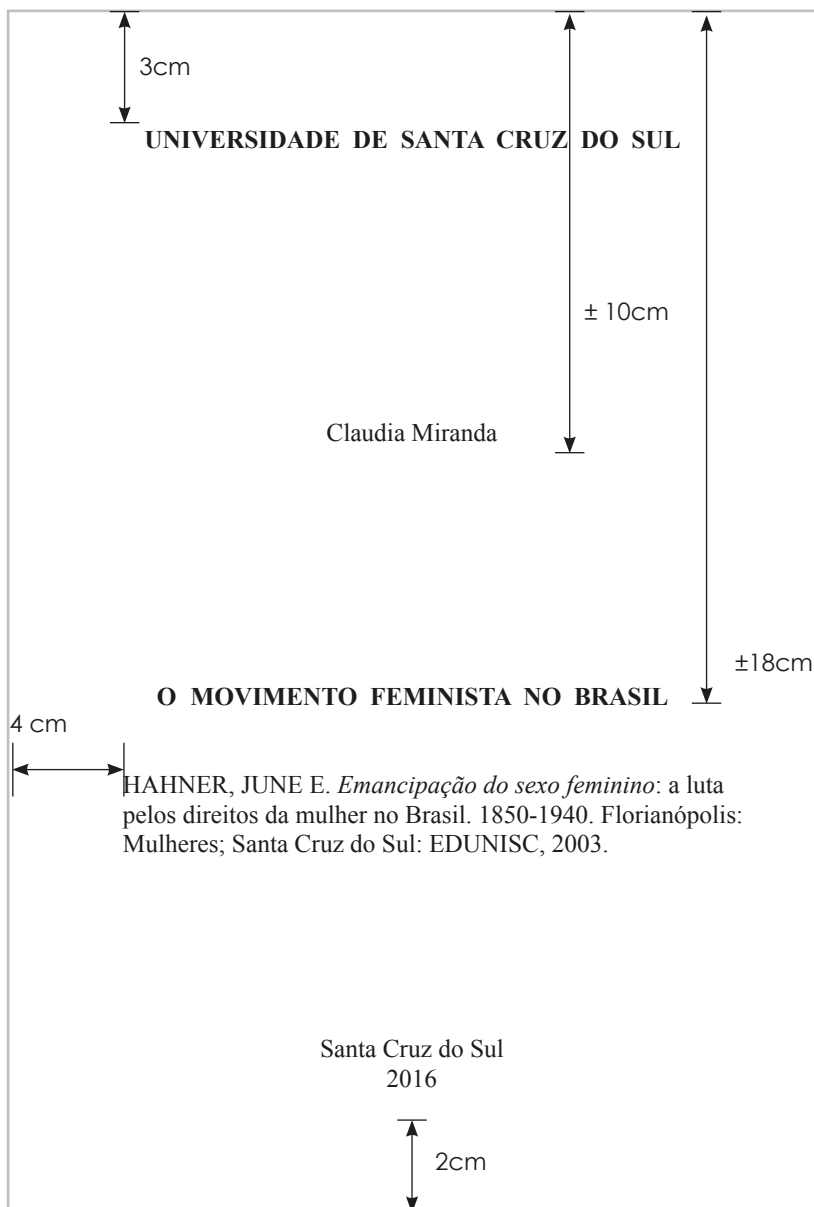 3cm
UNIVERSIDADE DE SANTA CRUZ DO SUL
± 10cm
Claudia Miranda
±18cm
O MOVIMENTO FEMINISTA NO BRASIL
4 cm
HAHNER, JUNE E. Emancipação do sexo feminino: a luta
pelos direitos da mulher no Brasil. 1850-1940. Florianópolis:
Mulheres; Santa Cruz do Sul: EDUNISC, 2003.
Santa Cruz do Sul
2016
2cm